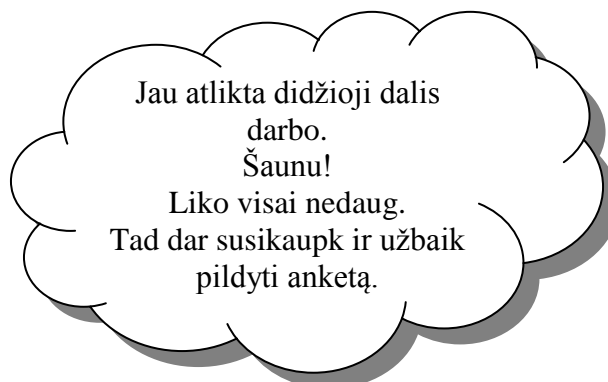 Jau atlikta didžioji dalis
darbo.
Šaunu!
Liko visai nedaug.
Tad dar susikaupk ir užbaik
pildyti anketą.